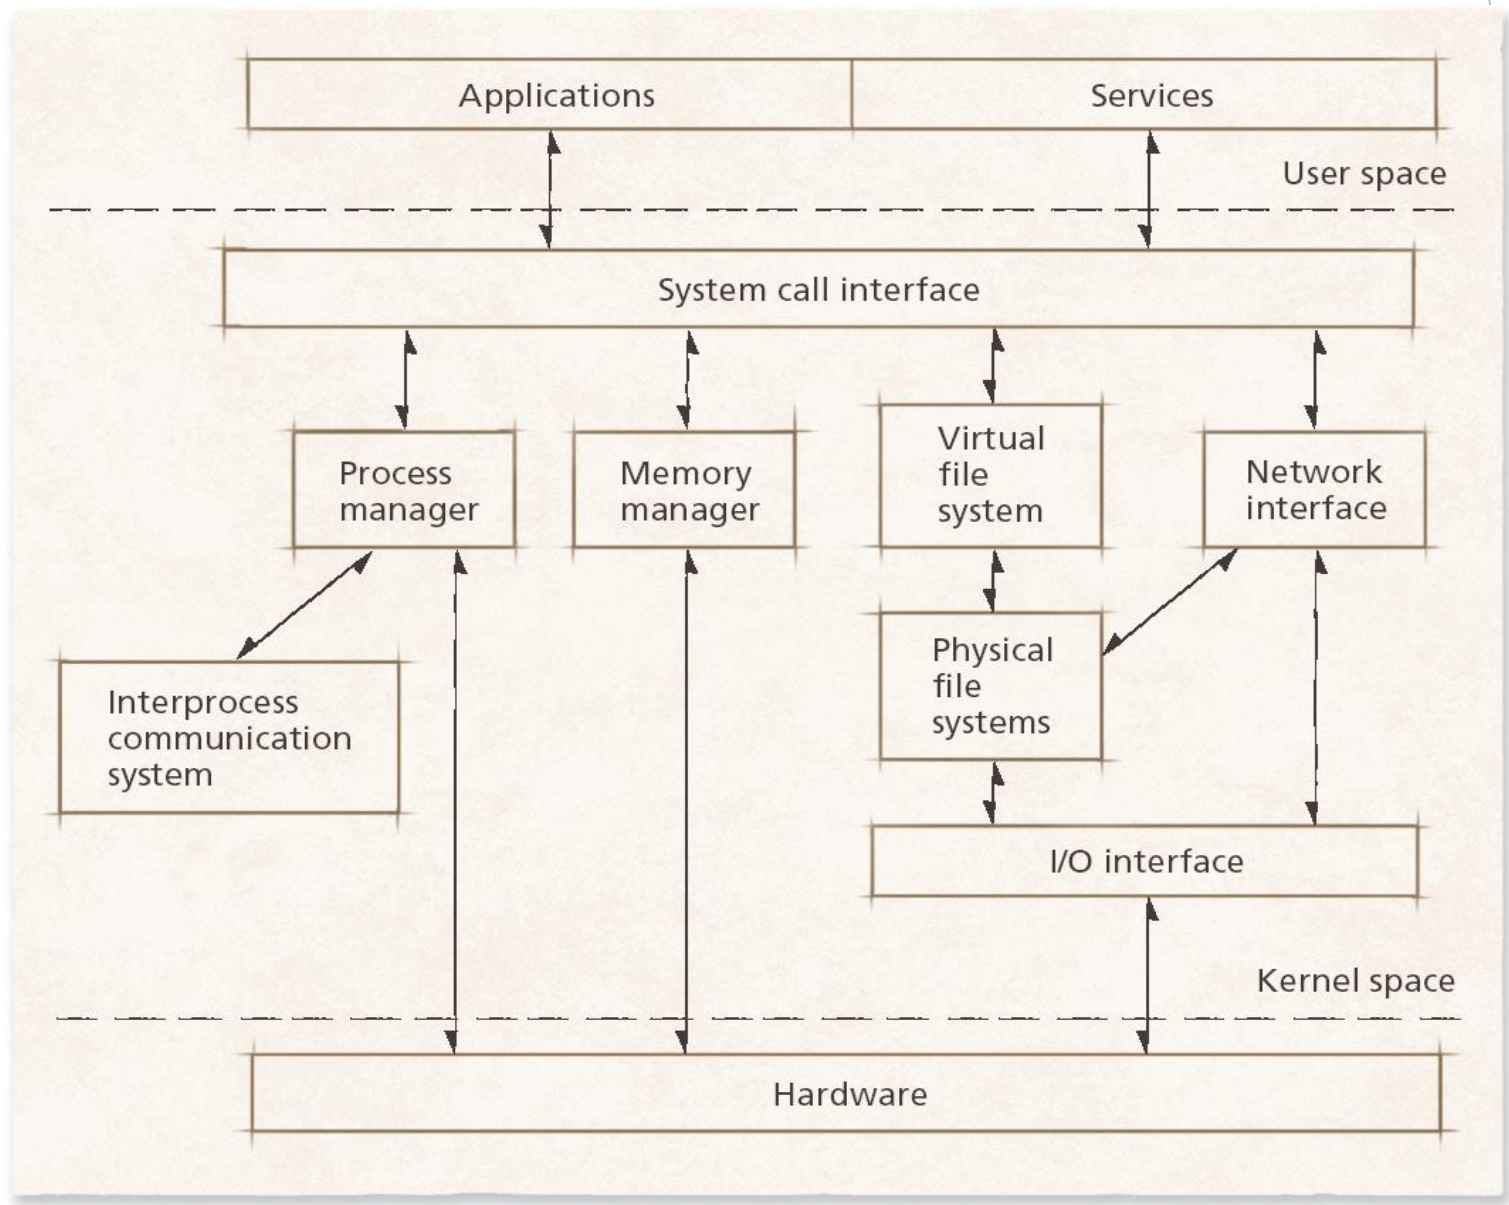 Applications
Services
User space
System call interface
Process
manager
Memory
manager
Virtual
file
system
Network
interface
Interprocess
communication
system
Physical
file
systems
I/O interface
Kernel space
Hardware